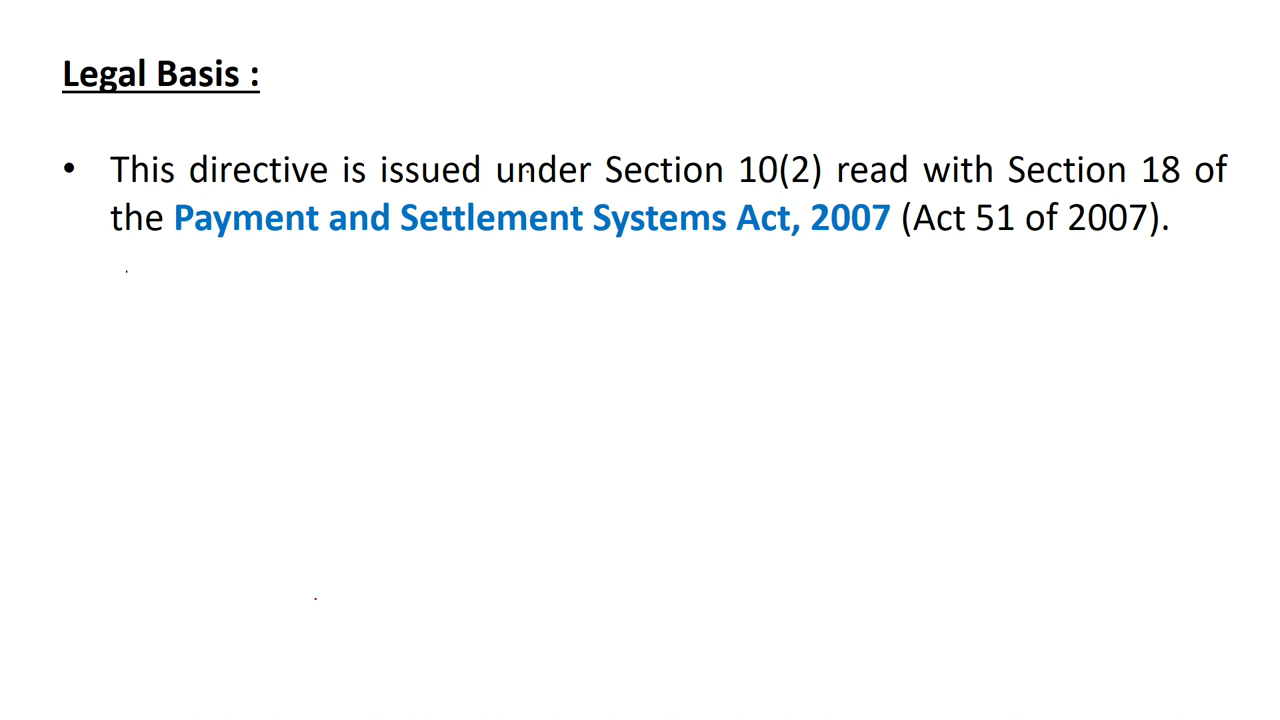 Legal Basis :
• This directive is issued under Section 10(2) read with Section 18 of
the Payment and Settlement Systems Act, 2007 (Act 51 of 2007).